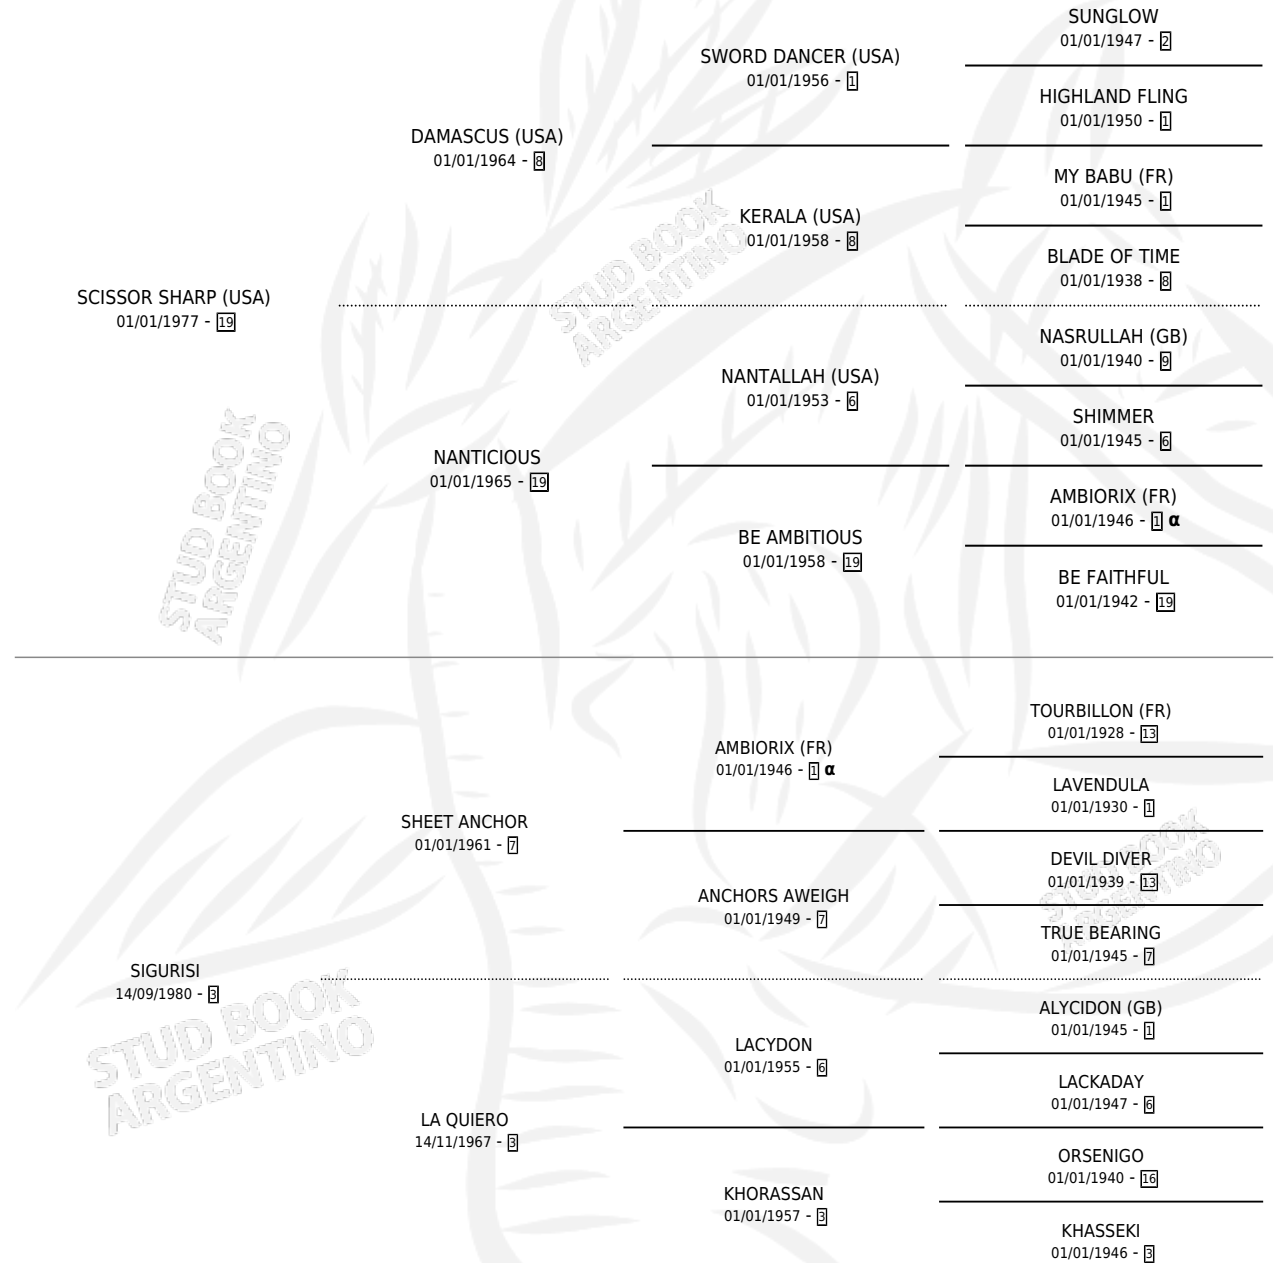 SUNGLOW
01/01/1947 - 2
SWORD DANCER (USA)
01/01/1956 - 1
HIGHLAND FLING
01/01/1950 - 1
DAMASCUS (USA)
01/01/1964 - 8
MY BABU (FR)
01/01/1945 - 1
KERALA (USA)
01/01/1958 - 8
BLADE OF TIME
01/01/1938 - 8
SCISSOR SHARP (USA)
01/01/1977 - 19
NASRULLAH (GB)
01/01/1940 - 9
NANTALLAH (USA)
01/01/1953 - 6
SHIMMER
01/01/1945 - 6
NANTICIOUS
01/01/1965 - 19
AMBIORIX (FR)
01/01/1946 - 1 α
BE AMBITIOUS
01/01/1958 - 19
BE FAITHFUL
01/01/1942 - 19
TOURBILLON (FR)
01/01/1928 - 13
AMBIORIX (FR)
01/01/1946 - 1 α
LAVENDULA
01/01/1930 - 1
SHEET ANCHOR
01/01/1961 - 7
DEVIL DIVER
01/01/1939 - 13
ANCHORS AWEIGH
01/01/1949 - 7
TRUE BEARING
01/01/1945 - 7
SIGURISI
14/09/1980 - 3
ALYCIDON (GB)
01/01/1945 - 1
LACYDON
01/01/1955 - 6
LACKADAY
01/01/1947 - 6
LA QUIERO
14/11/1967 - 3
ORSENIGO
01/01/1940 - 16
KHORASSAN
01/01/1957 - 3
KHASSEKI
01/01/1946 - 3
STUD BOOK
ARGENTINO
STUD BOOK
ARGENTINO
STUD BOOK
ARGENTINO
STUD BOOK
ARGENTINO